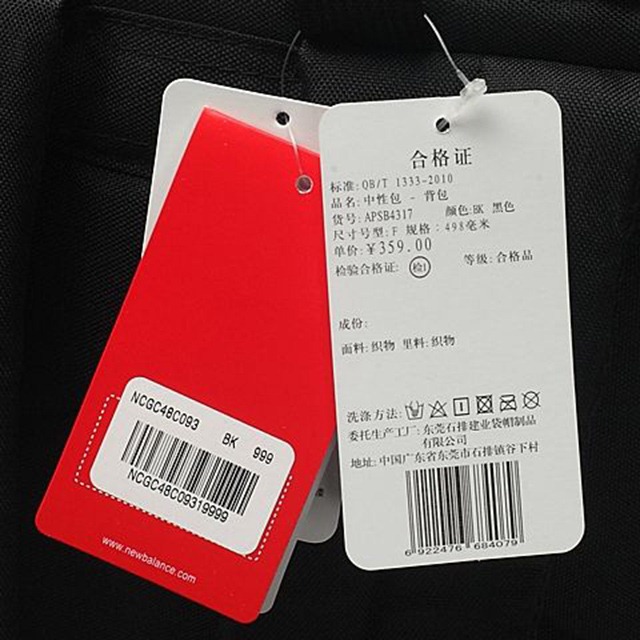 NCGC48C093
BK 999
NCGC48C09319999
www.newbalance.com
合格证
标准: QB/T 1333-2010
品名: 中性包 - 背包
货号: APSB4317 颜色: BK 黑色
尺寸号型: F 规格: 498毫米
单价: ￥359.00
检验合格证: 检1 等级: 合格品
成份:
面料: 织物 里料: 织物
洗涤方法:
委托生产工厂: 东莞石排建业袋帽制品
有限公司
地址: 中国广东省东莞市石排镇谷下村
6 922476 684079